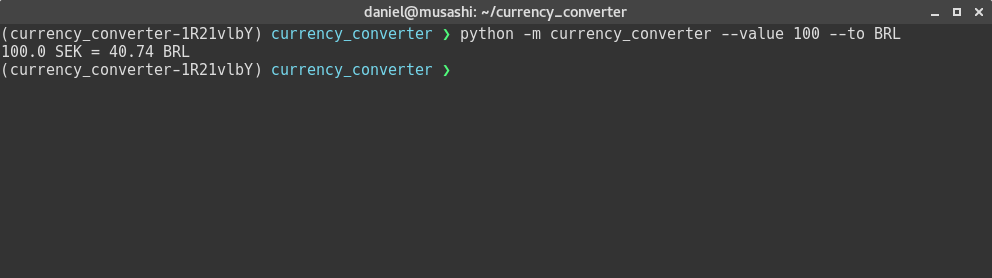 daniel@musashi: ~/currency_converter
(currency_converter-1R21vlbY) currency_converter ❯ python -m currency_converter --value 100 --to BRL
100.0 SEK = 40.74 BRL
(currency_converter-1R21vlbY) currency_converter ❯